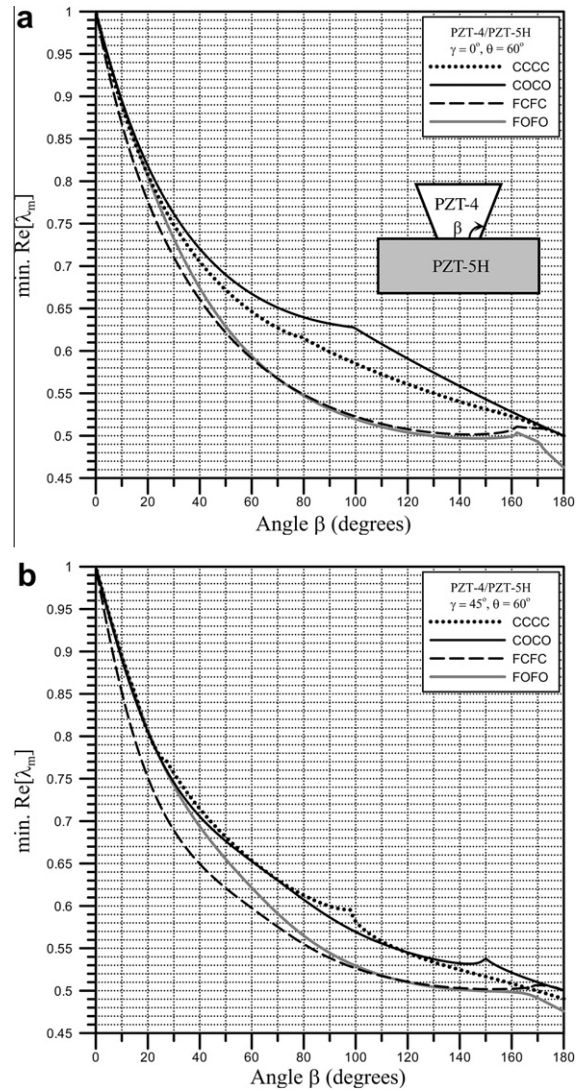 a
PZT-4/PZT-5H
γ = 0°, θ = 60°
CCCC
COCO
FCFC
FOFO
PZT-4
β
PZT-5H
min. Re[λm]
1
0.95
0.9
0.85
0.8
0.75
0.7
0.65
0.6
0.55
0.5
0.45
0 20 40 60 80 100 120 140 160 180
Angle β (degrees)
b
PZT-4/PZT-5H
γ = 45°, θ = 60°
CCCC
COCO
FCFC
FOFO
min. Re[λm]
1
0.95
0.9
0.85
0.8
0.75
0.7
0.65
0.6
0.55
0.5
0.45
0 20 40 60 80 100 120 140 160 180
Angle β (degrees)